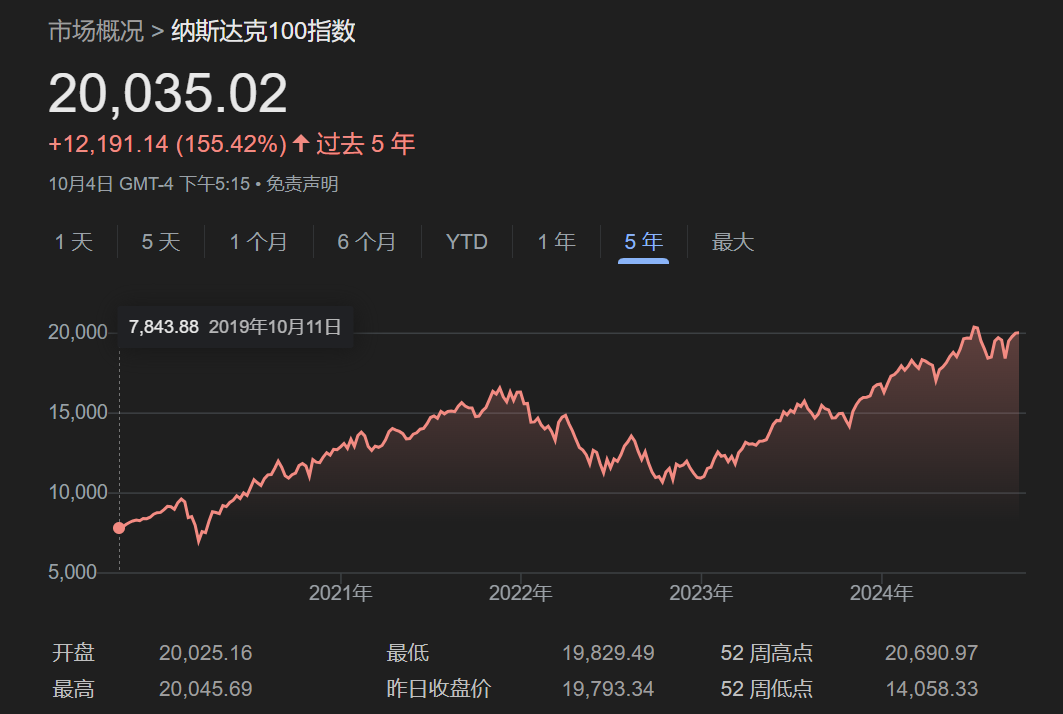 市场概况 > 纳斯达克100指数
20,035.02
+12,191.14 (155.42%) ↑ 过去 5 年
10月4日 GMT-4 下午5:15 • 免责声明
1 天 5 天 1 个月 6 个月 YTD 1 年 5 年 最大
7,843.88 2019年10月11日
20,000
15,000
10,000
5,000
2021年 2022年 2023年 2024年
开盘 20,025.16 最低 19,829.49 52 周高点 20,690.97
最高 20,045.69 昨日收盘价 19,793.34 52 周低点 14,058.33